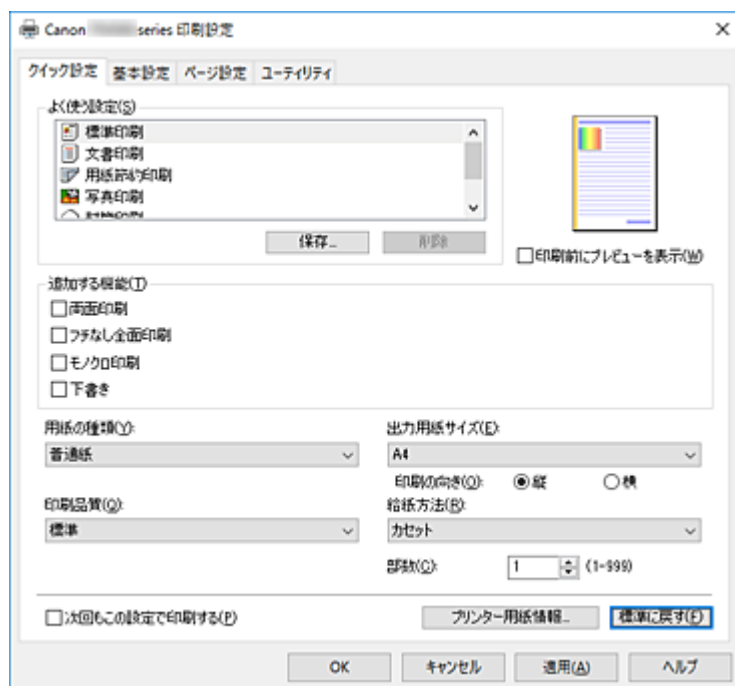 Canon series 印刷設定
クイック設定 基本設定 ページ設定 ユーティリティ
よく使う設定(S)
標準印刷
文書印刷
用紙節約印刷
写真印刷
保存...
削除
印刷前にプレビューを表示(W)
追加する機能(T)
両面印刷
フチなし全面印刷
モノクロ印刷
下書き
用紙の種類(Y):
普通紙
出力用紙サイズ(E):
A4
印刷の向き(O): 縦 横
印刷品質(Q):
標準
給紙方法(R):
カセット
部数(C): 1 (1-999)
次回もこの設定で印刷する(P)
プリンター用紙情報... 標準に戻す(F)
OK キャンセル 適用(A) ヘルプ